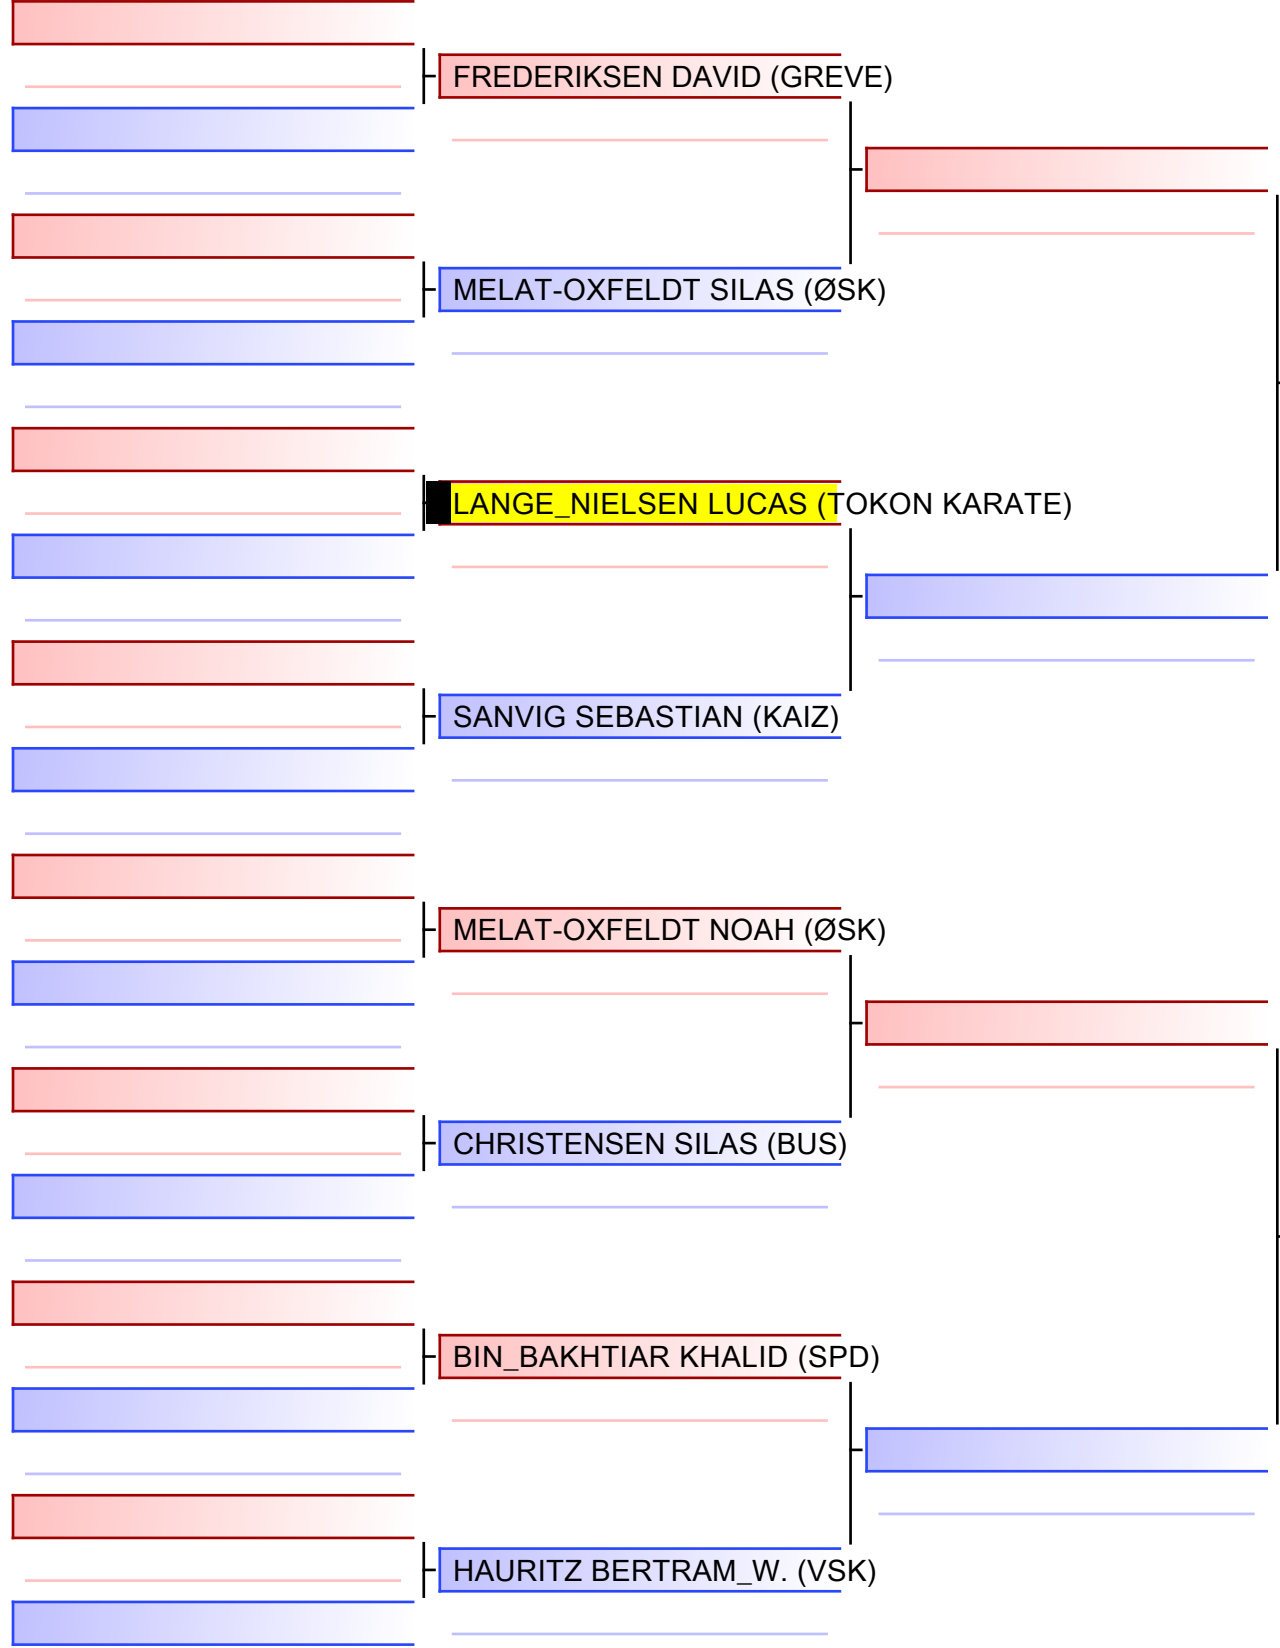 FREDERIKSEN DAVID (GREVE)
MELAT-OXFELDT SILAS (ØSK)
LANGE_NIELSEN LUCAS (TOKON KARATE)
SANVIG SEBASTIAN (KAIZ)
MELAT-OXFELDT NOAH (ØSK)
CHRISTENSEN SILAS (BUS)
BIN_BAKHTIAR KHALID (SPD)
HAURITZ BERTRAM_W. (VSK)